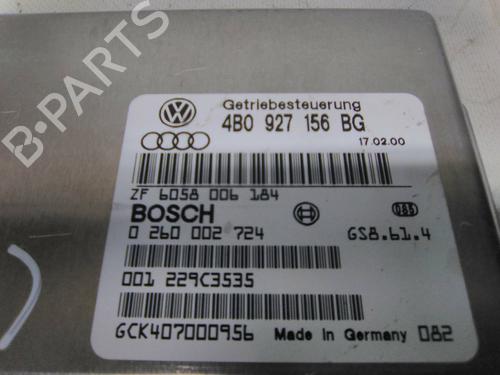 Getriebesteuerung
4B0 927 156 BG
17.02.00
ZF 6058 006 184
BOSCH
0 260 002 724
GS8.61.4
001 229C3535
GCK407000956 Made in Germany 082
B-PARTS